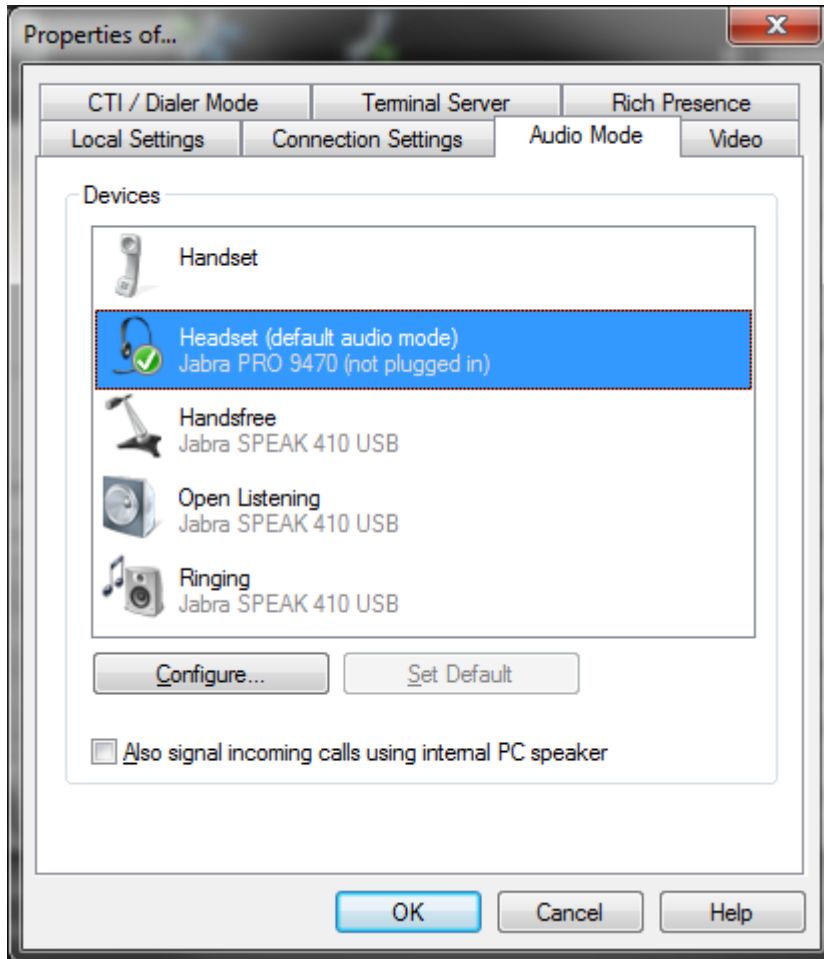 Properties of...
CTI / Dialer Mode
Terminal Server
Rich Presence
Local Settings
Connection Settings
Audio Mode
Video
Devices
Handset
Headset (default audio mode)
Jabra PRO 9470 (not plugged in)
Handsfree
Jabra SPEAK 410 USB
Open Listening
Jabra SPEAK 410 USB
Ringing
Jabra SPEAK 410 USB
Configure...
Set Default
Also signal incoming calls using internal PC speaker
OK
Cancel
Help